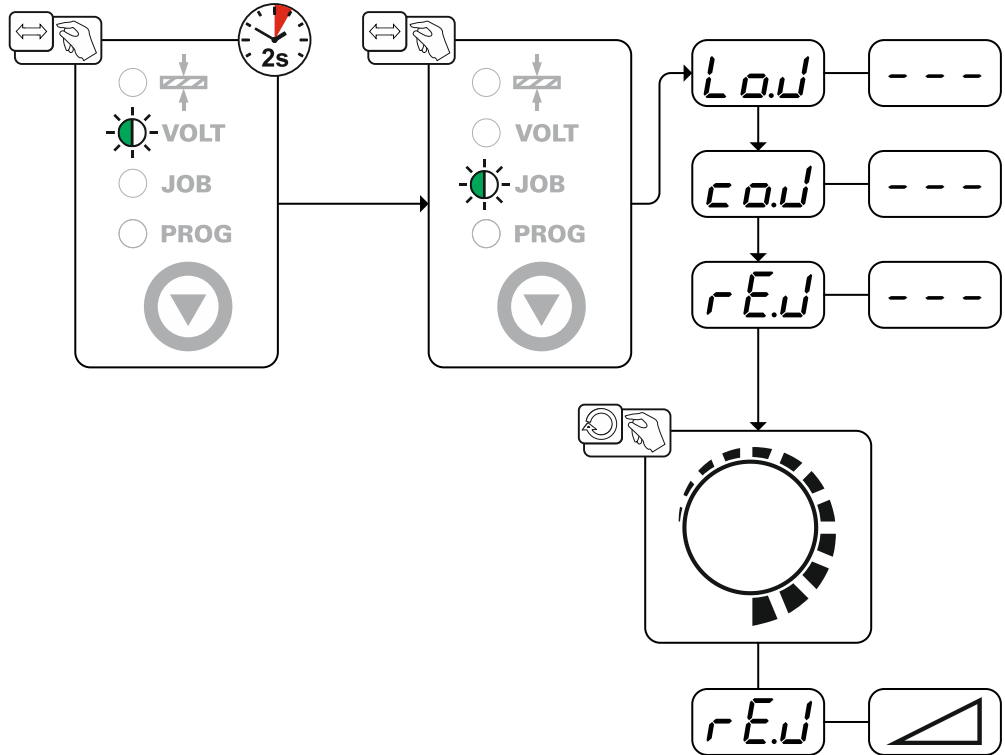 2s
VOLT
JOB
PROG
VOLT
JOB
PROG
Lo.J
- - -
co.J
- - -
rE.J
- - -
rE.J